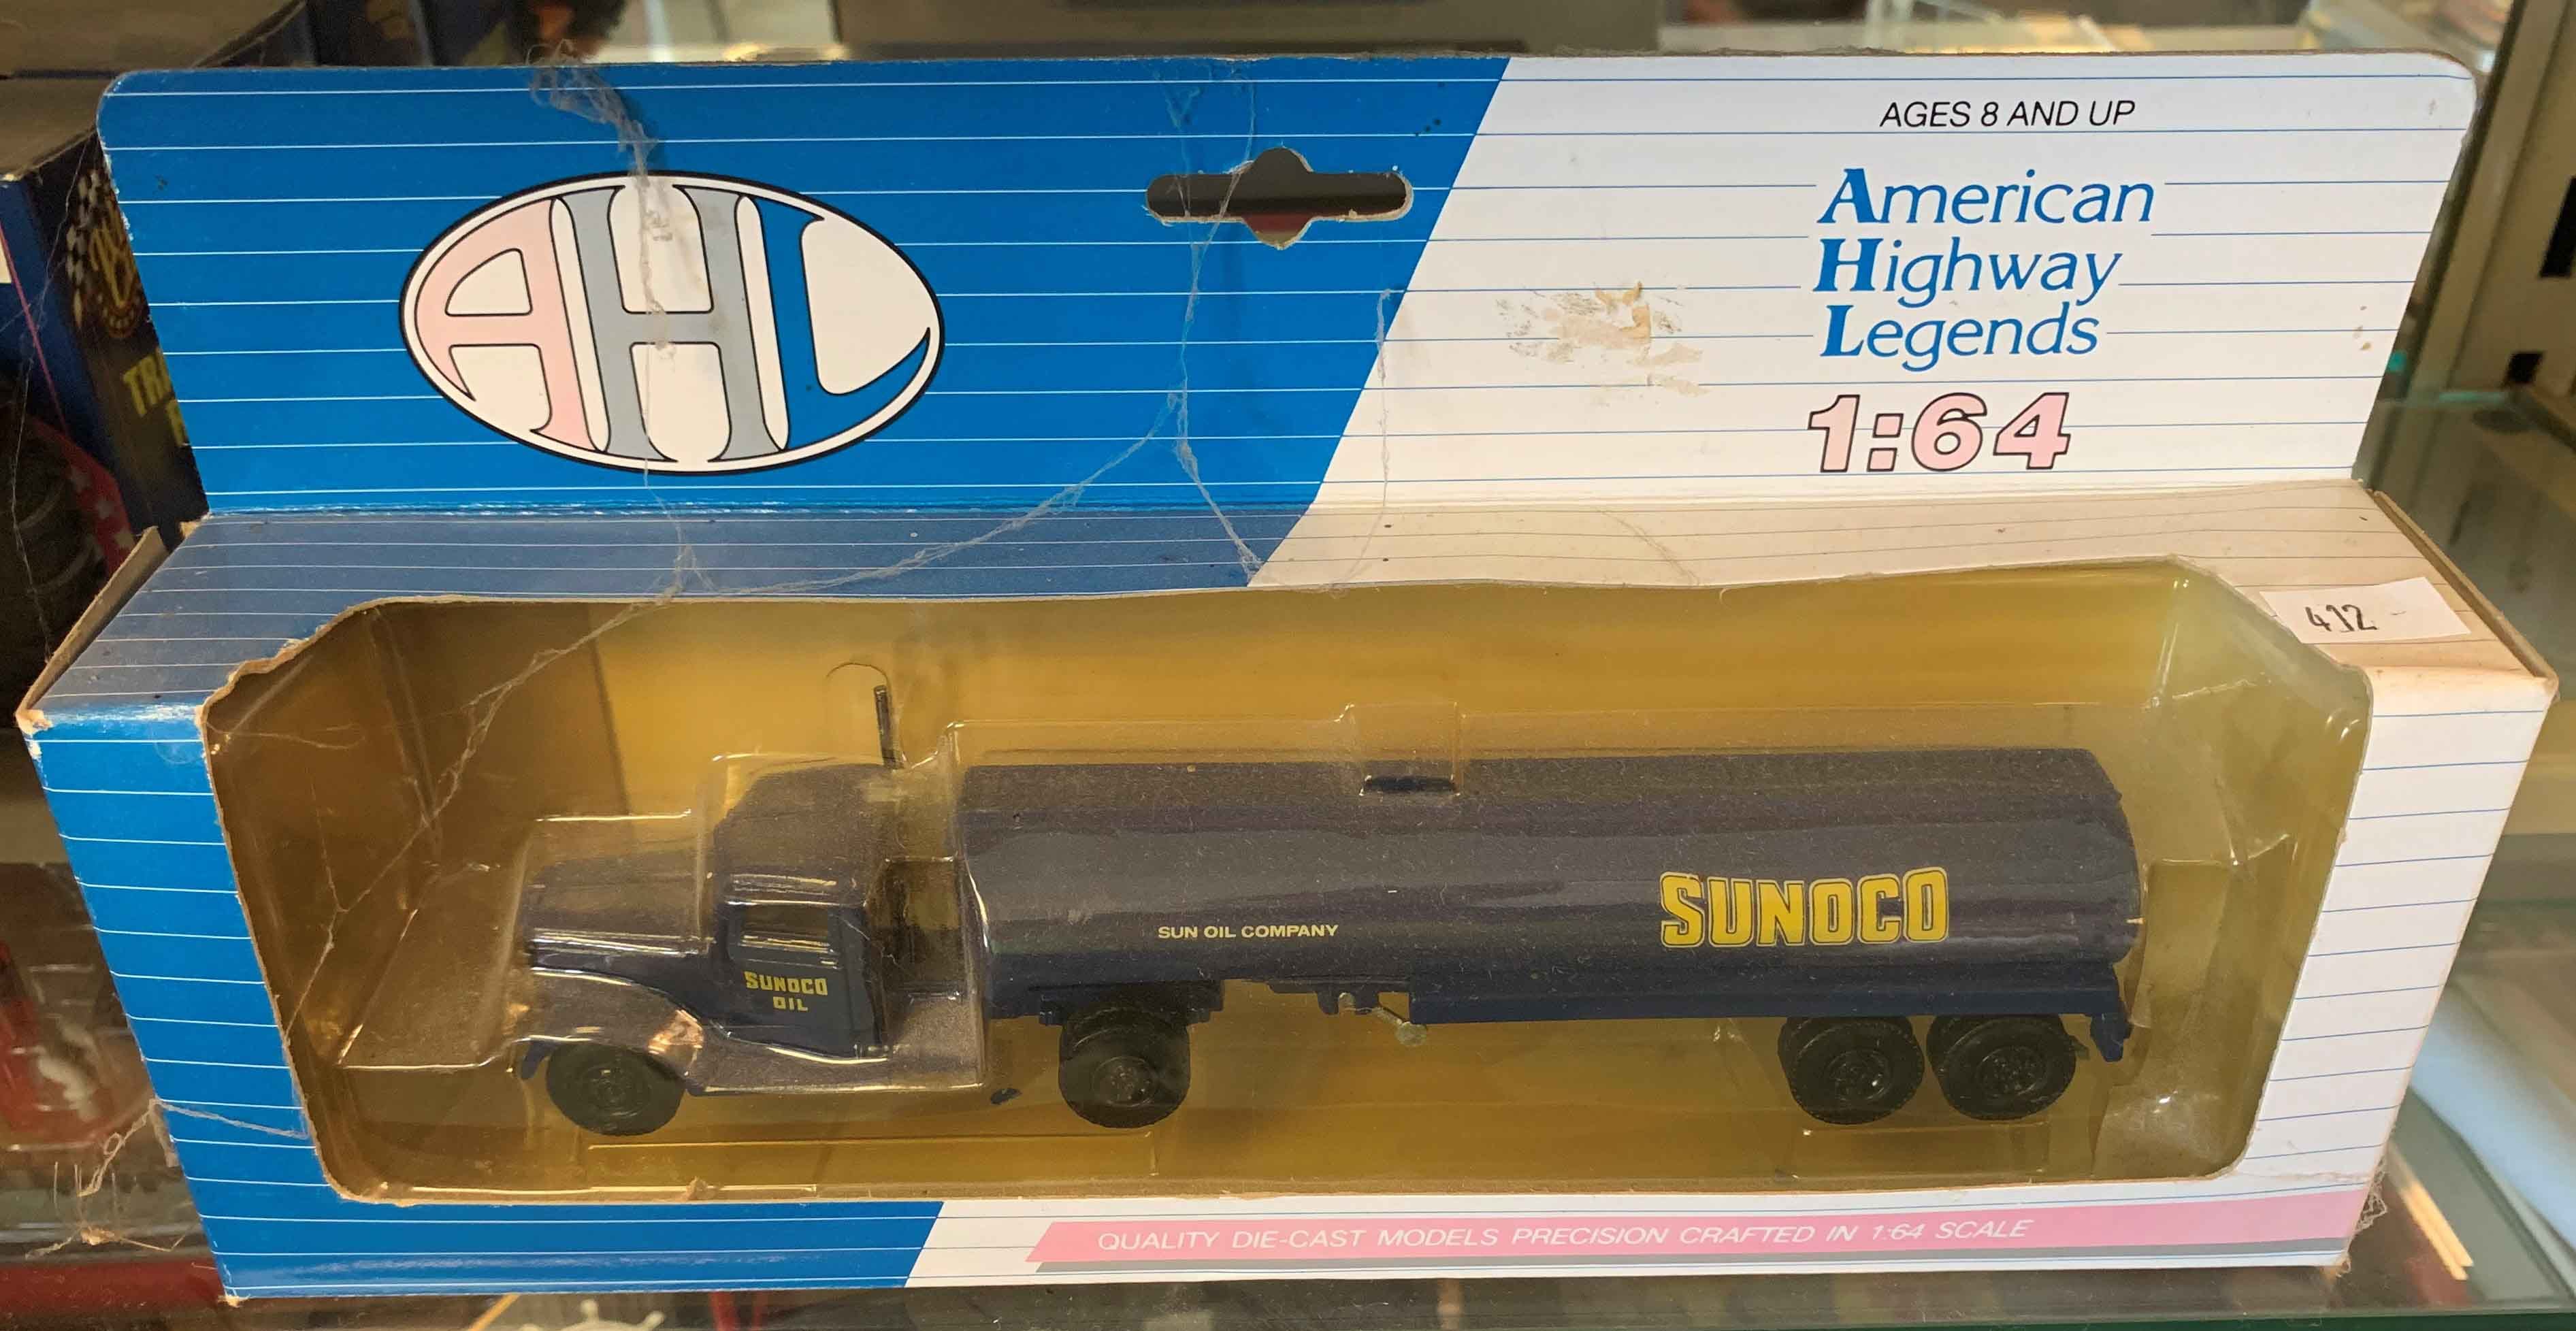 AGES 8 AND UP
AHL
American
Highway
Legends
1:64
412
SUNOCO
SUN OIL COMPANY
SUNOCO
OIL
QUALITY DIE-CAST MODELS PRECISION CRAFTED IN 1:64 SCALE